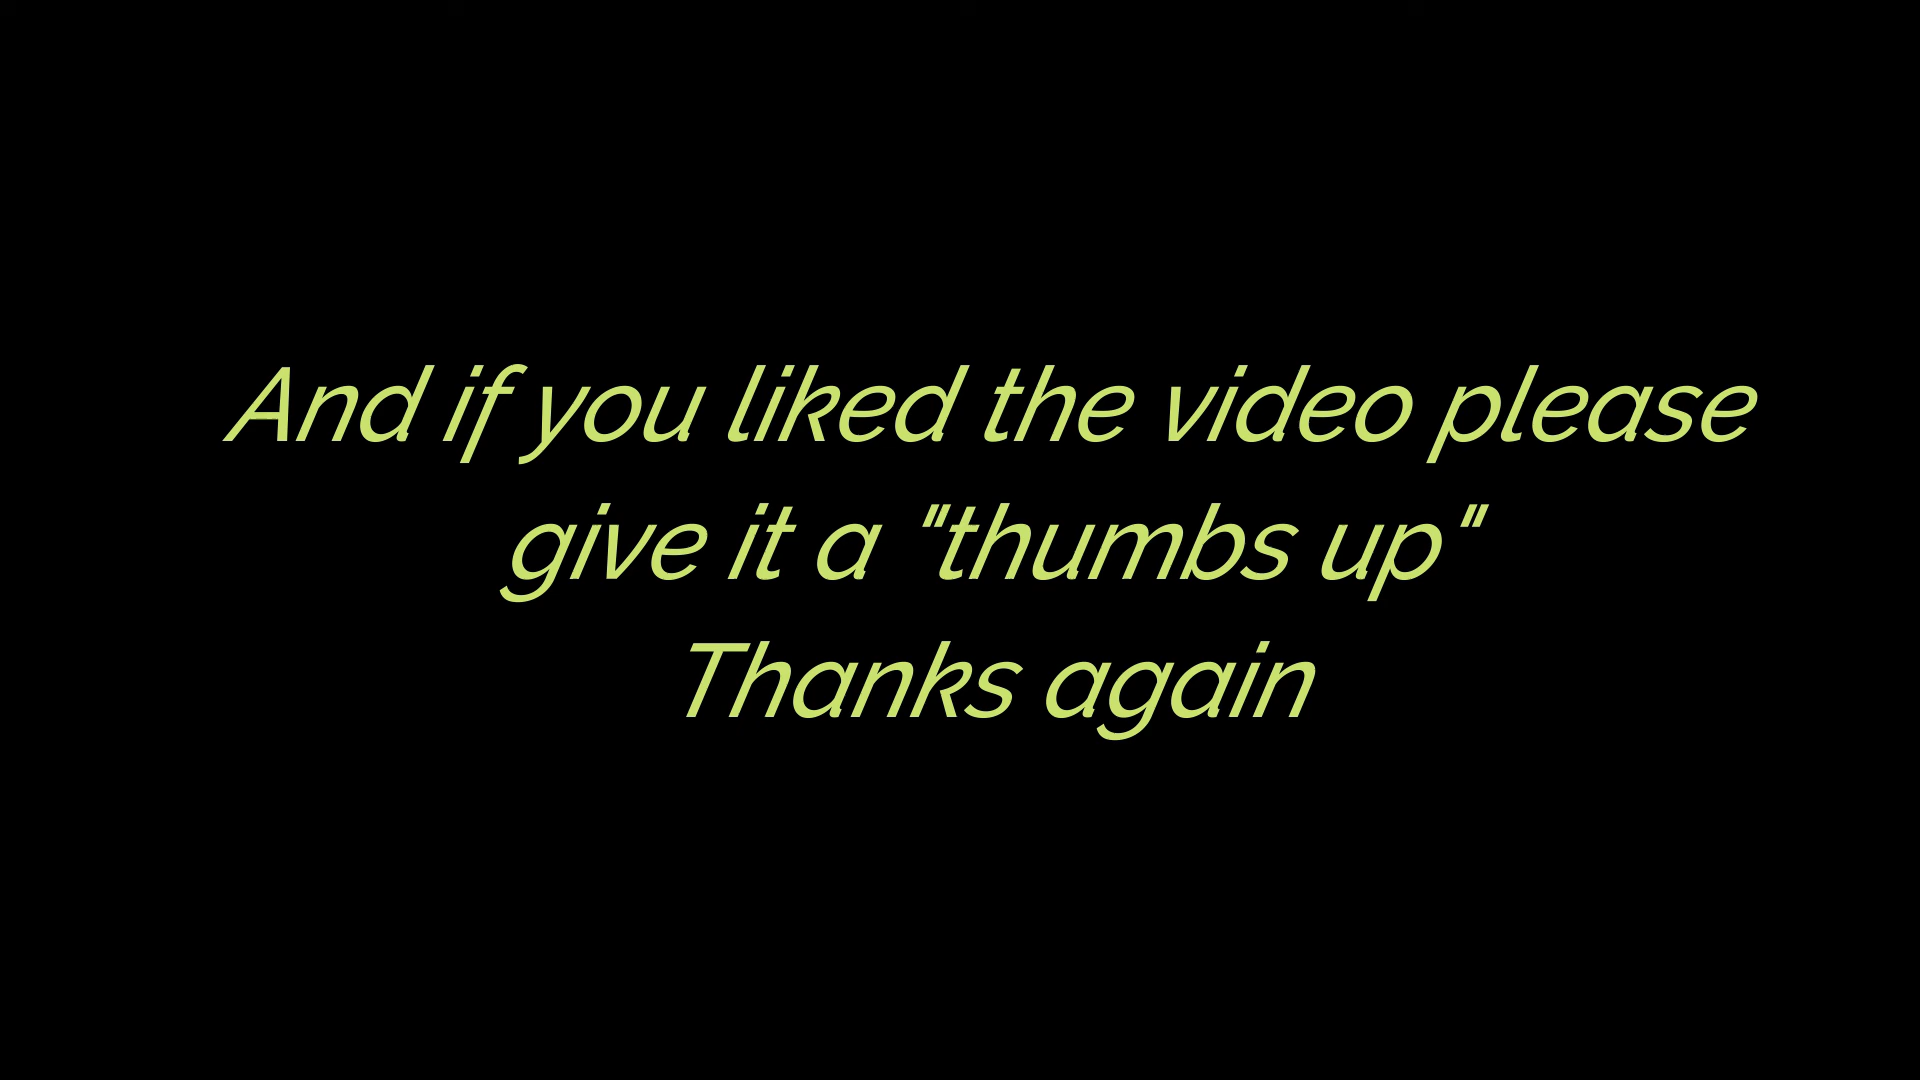 And if you liked the video please
give it a "thumbs up"
Thanks again